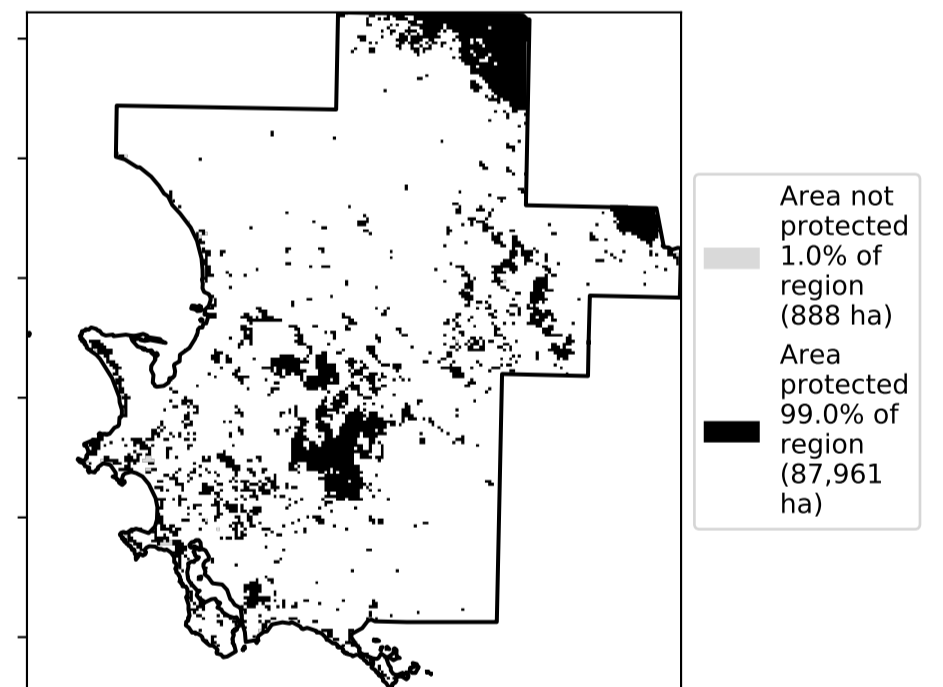 Area not
protected
1.0% of
region
(888 ha)
Area
protected
99.0% of
region
(87,961
ha)